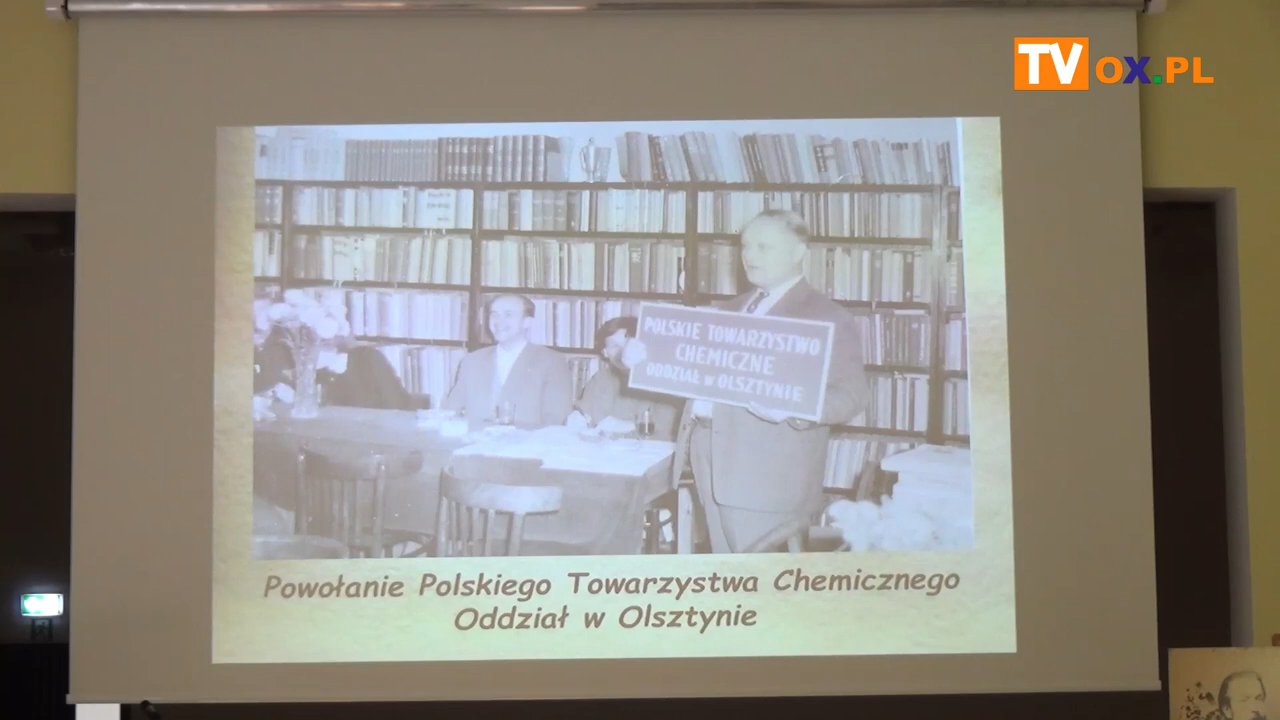 TVOX.PL
POLSKIE TOWARZYSTWO
CHEMICZNE
ODDZIAŁ w OLSZTYNIE
Powołanie Polskiego Towarzystwa Chemicznego
Oddział w Olsztynie